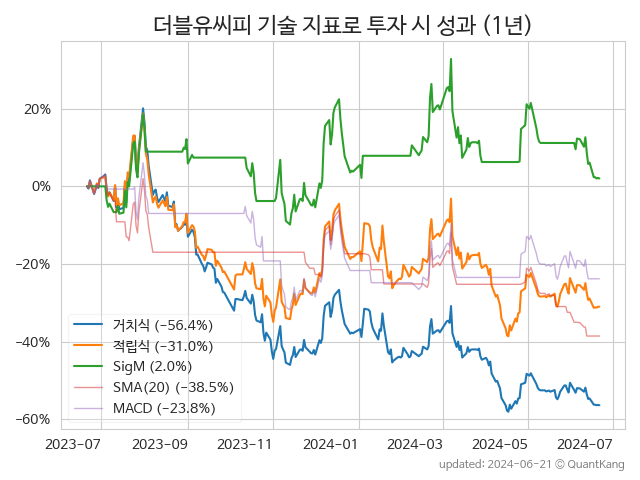 더블유씨피 기술 지표로 투자 시 성과 (1년)
20%
0%
−20%
−40%
−60%
거치식 (−56.4%)
적립식 (−31.0%)
SigM (2.0%)
SMA(20) (−38.5%)
MACD (−23.8%)
2023-07 2023-09 2023-11 2024-01 2024-03 2024-05 2024-07
updated: 2024-06-21 © QuantKang